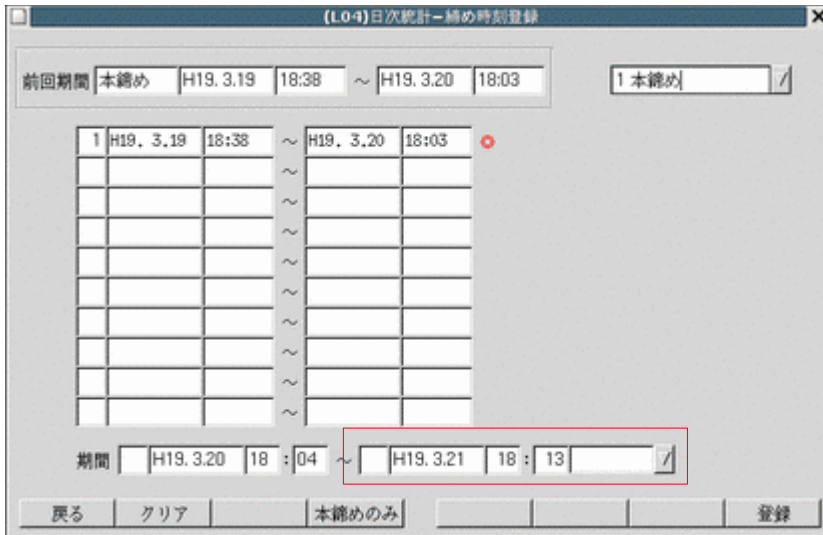 (L04)日次統計－締め時刻登録
前回期間 本締め H19. 3.19 18:38 ～ H19. 3.20 18:03 1 本締め
1 H19. 3.19 18:38 ～ H19. 3.20 18:03
～
～
～
～
～
～
～
～
～
期間 H19. 3.20 18 : 04 ～ H19. 3.21 18 : 13
戻る クリア 本締めのみ 登録